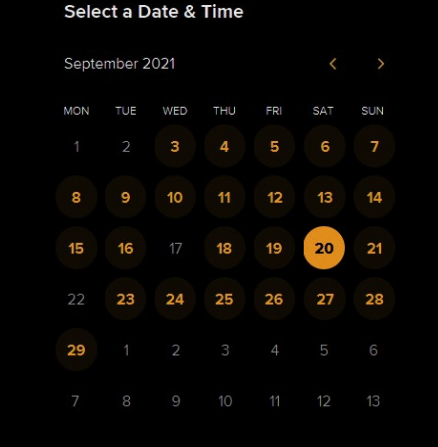 Select a Date & Time
September 2021
MON TUE WED THU FRI SAT SUN
1 2 3 4 5 6 7
8 9 10 11 12 13 14
15 16 17 18 19 20 21
22 23 24 25 26 27 28
29 1 2 3 4 5 6
7 8 9 10 11 12 13